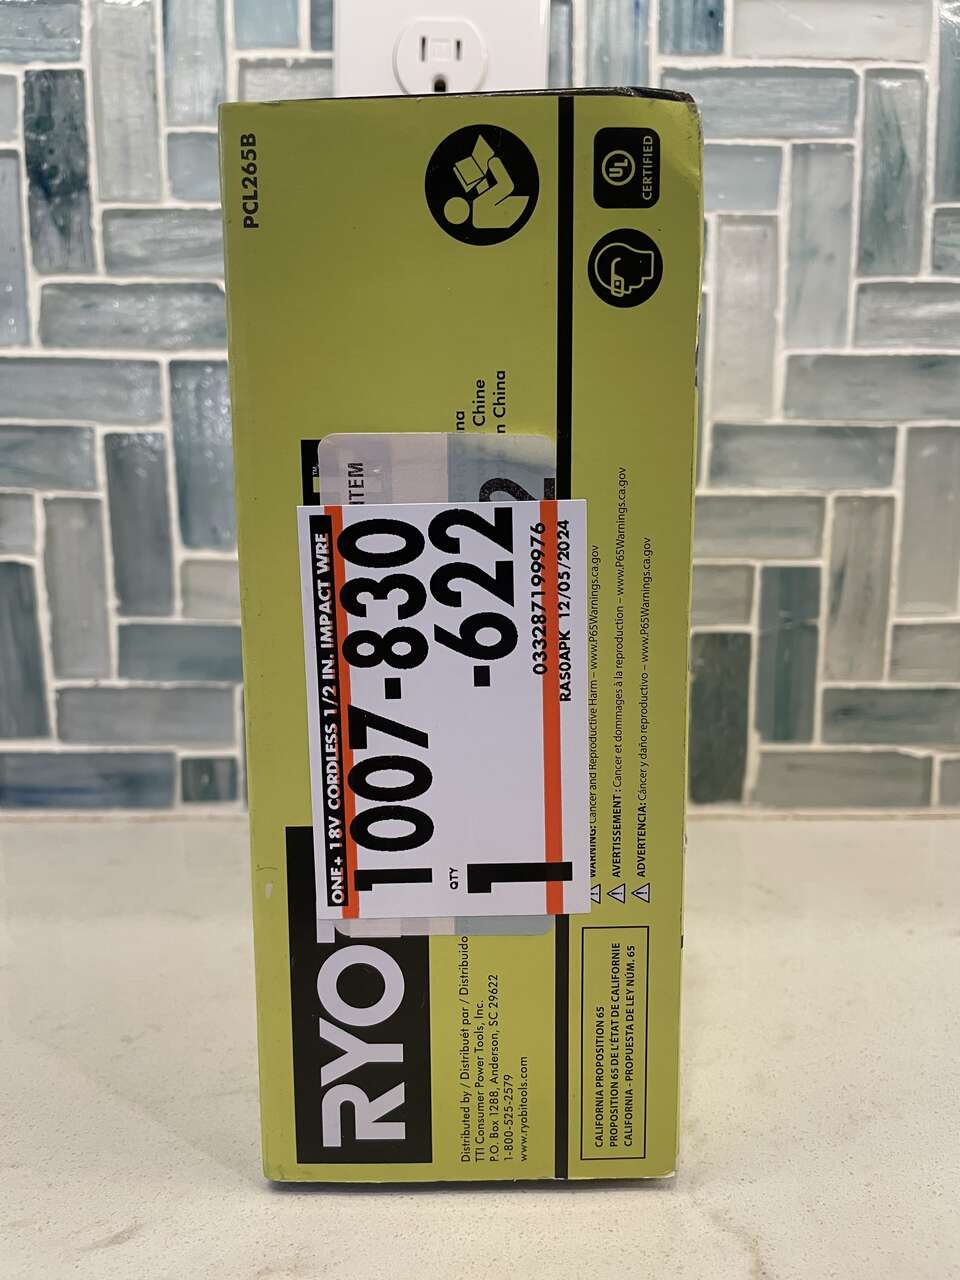 PCL265B
UL
CERTIFIED
Chine
China
ITEM
ONE+ 18V CORDLESS 1/2 IN. IMPACT WRE
1007-830
-622
QTY
1
033287199976
RAS0APK 12/05/2024
RYO
Distributed by / Distribué par / Distribuido
TTI Consumer Power Tools, Inc.
P.O. Box 1288, Anderson, SC 29622
1-800-525-2579
www.ryobitools.com
WARNING: Cancer and Reproductive Harm – www.P65Warnings.ca.gov
AVERTISSEMENT : Cancer et dommages à la reproduction – www.P65Warnings.ca.gov
ADVERTENCIA: Cáncer y daño reproductivo – www.P65Warnings.ca.gov
CALIFORNIA PROPOSITION 65
PROPOSITION 65 DE L'ÉTAT DE CALIFORNIE
CALIFORNIA - PROPUESTA DE LEY NÚM. 65